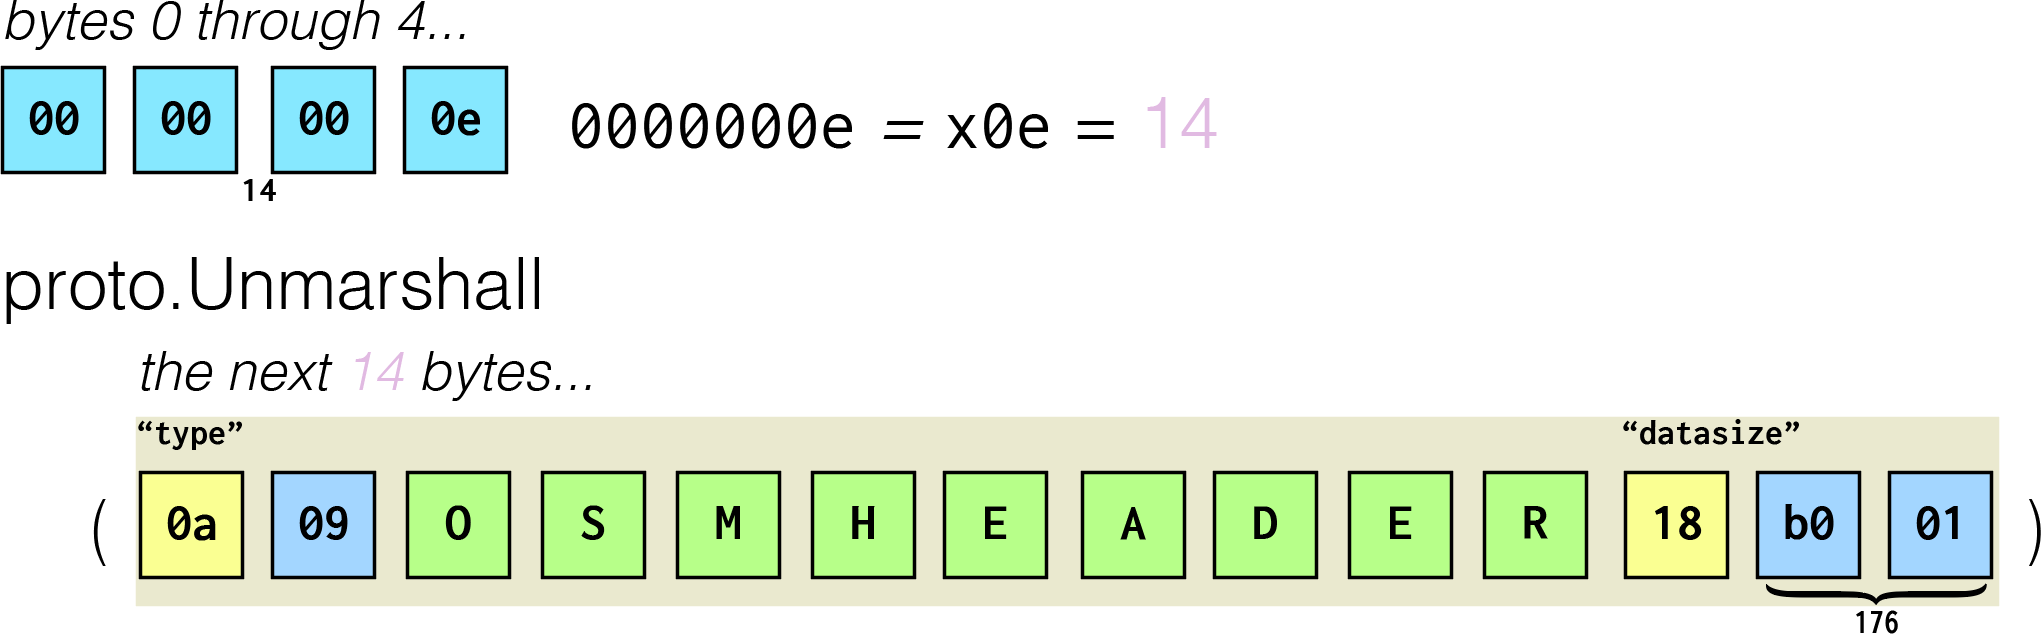 bytes 0 through 4...
00 00 00 0e 0000000e = x0e = 14
14
proto.Unmarshall
the next 14 bytes...
“type” “datasize”
( 0a 09 O S M H E A D E R 18 b0 01 )
176